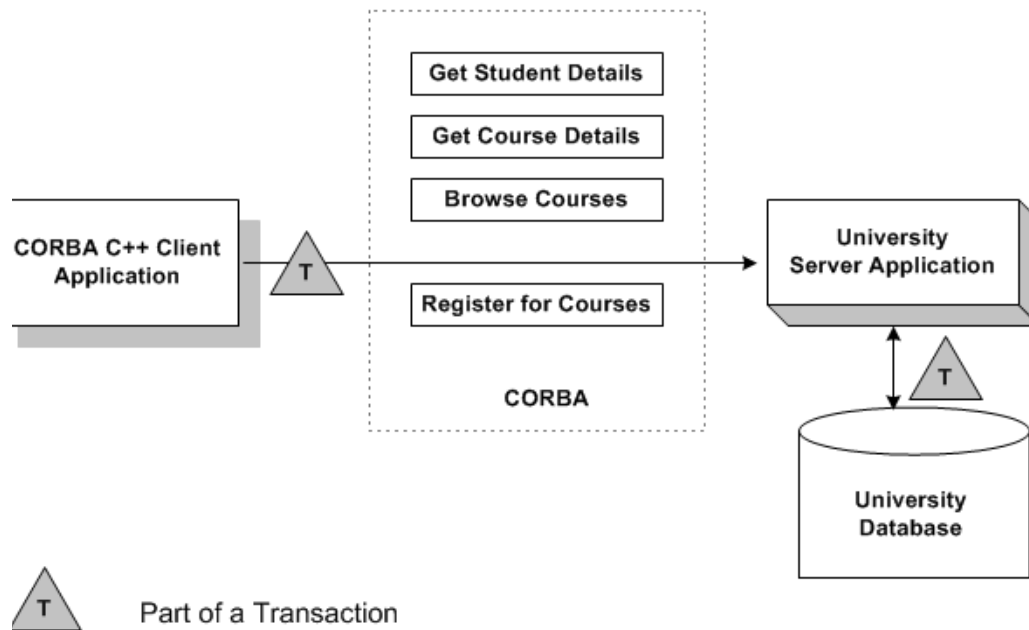 Get Student Details
Get Course Details
Browse Courses
CORBA C++ Client
Application
T
University
Server Application
Register for Courses
T
CORBA
University
Database
T
Part of a Transaction